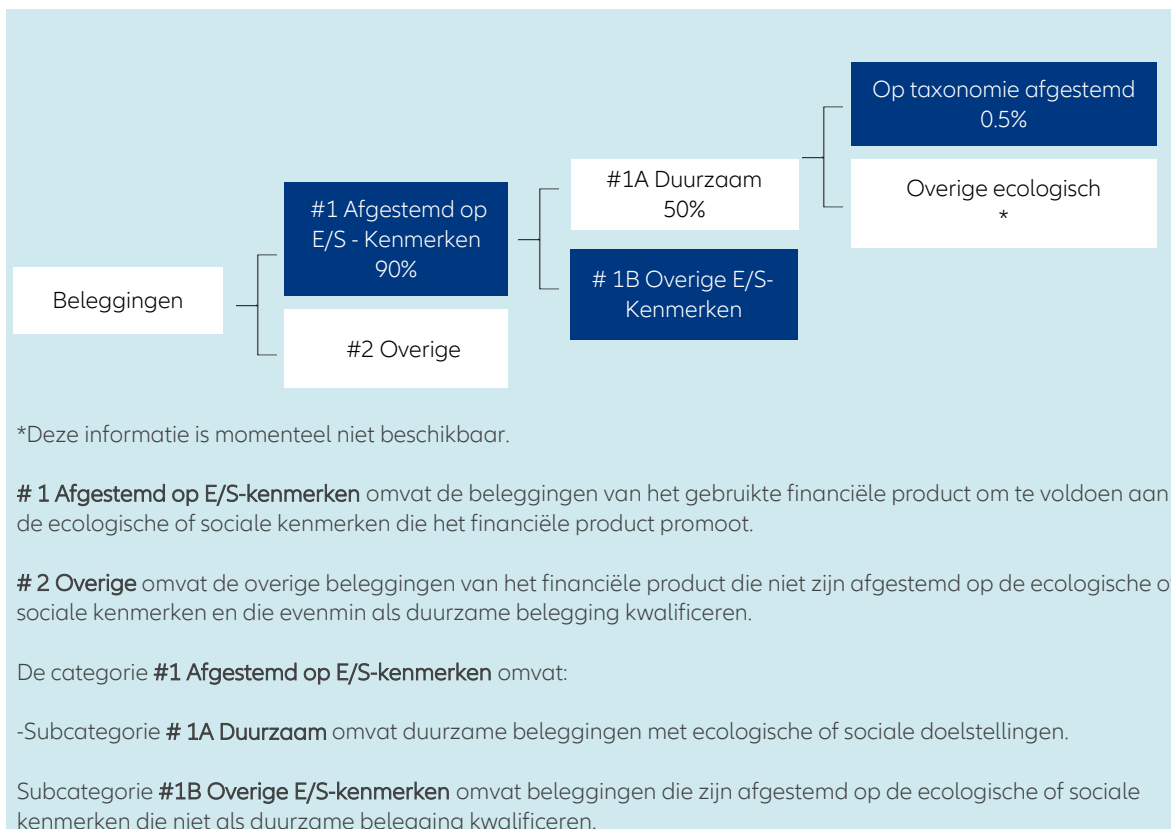 Op taxonomie afgestemd
0.5%
#1A Duurzaam
50%
Overige ecologisch
*
#1 Afgestemd op
E/S - Kenmerken
90%
# 1B Overige E/S-
Kenmerken
Beleggingen
#2 Overige
*Deze informatie is momenteel niet beschikbaar.
# 1 Afgestemd op E/S-kenmerken omvat de beleggingen van het gebruikte financiële product om te voldoen aan
de ecologische of sociale kenmerken die het financiële product promoot.
# 2 Overige omvat de overige beleggingen van het financiële product die niet zijn afgestemd op de ecologische of
sociale kenmerken en die evenmin als duurzame belegging kwalificeren.
De categorie #1 Afgestemd op E/S-kenmerken omvat:
-Subcategorie # 1A Duurzaam omvat duurzame beleggingen met ecologische of sociale doelstellingen.
Subcategorie #1B Overige E/S-kenmerken omvat beleggingen die zijn afgestemd op de ecologische of sociale
kenmerken die niet als duurzame belegging kwalificeren.